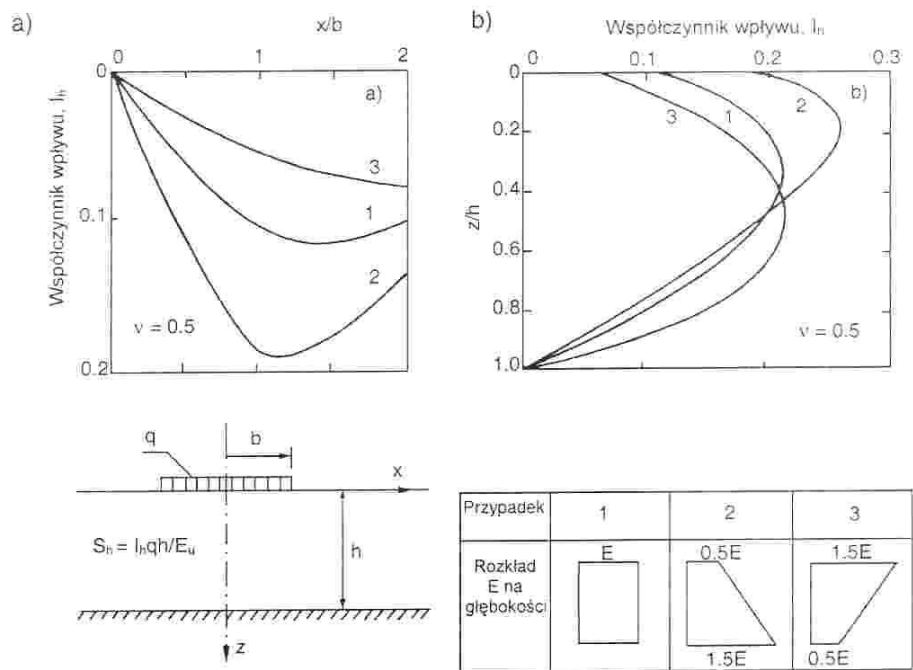 a)
x/b
0 1 2
0
0.1
0.2
Współczynnik wpływu, Iₕ
a)
3
1
2
ν = 0.5
b)
Współczynnik wpływu, Iₕ
0 0.1 0.2 0.3
0
0.2
0.4
0.6
0.8
1.0
z/h
b)
2
1
3
ν = 0.5
q
b
x
Sₕ = Iₕqh/Eᵤ
h
z
Przypadek 1 2 3
Rozkład
E na
głębokości
E
0.5E
1.5E
1.5E
0.5E